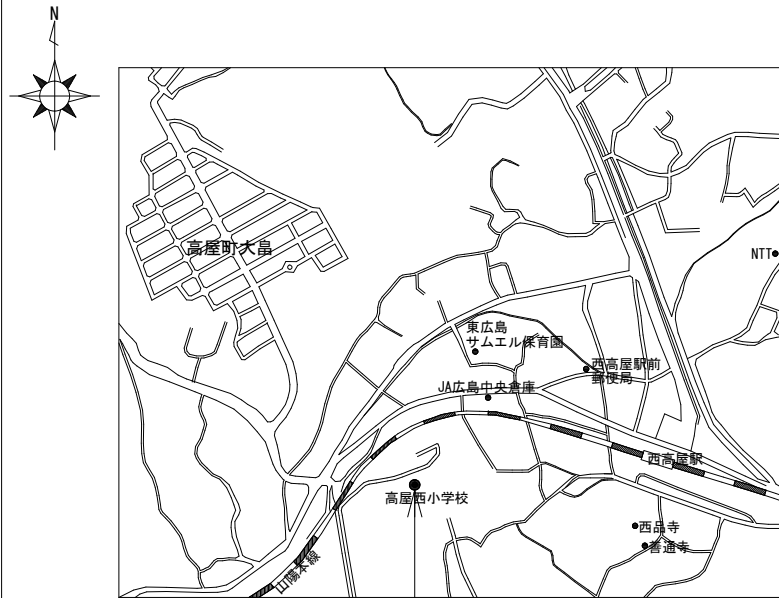 N
高屋町大畠
NTT
東広島
サムエル保育園
西高屋駅前
郵便局
JA広島中央倉庫
西高屋駅
高屋西小学校
西品寺
善通寺
山陽本線